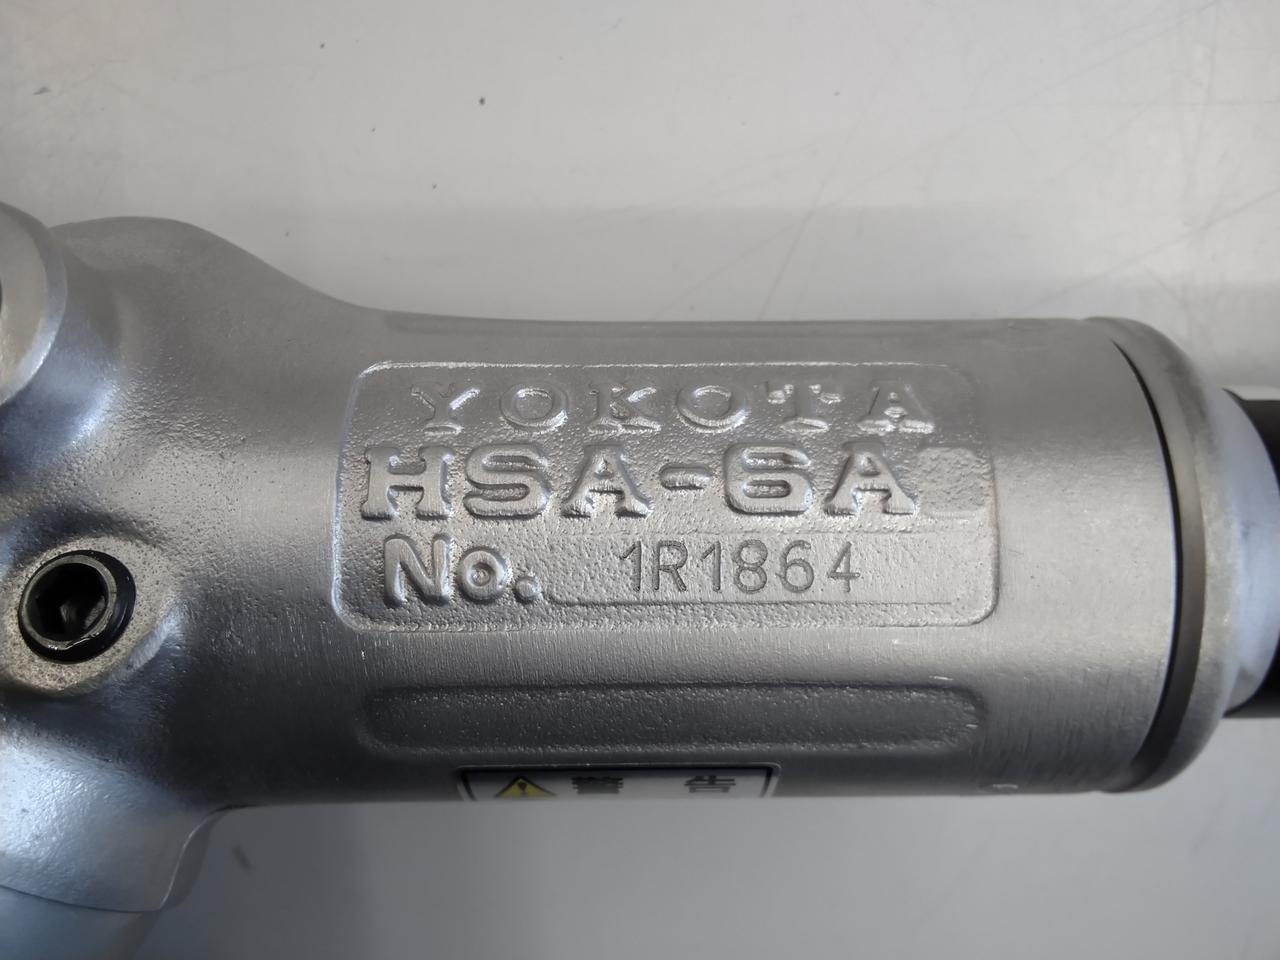 YOKOTA
HSA-6A
No. 1R1864
警 告